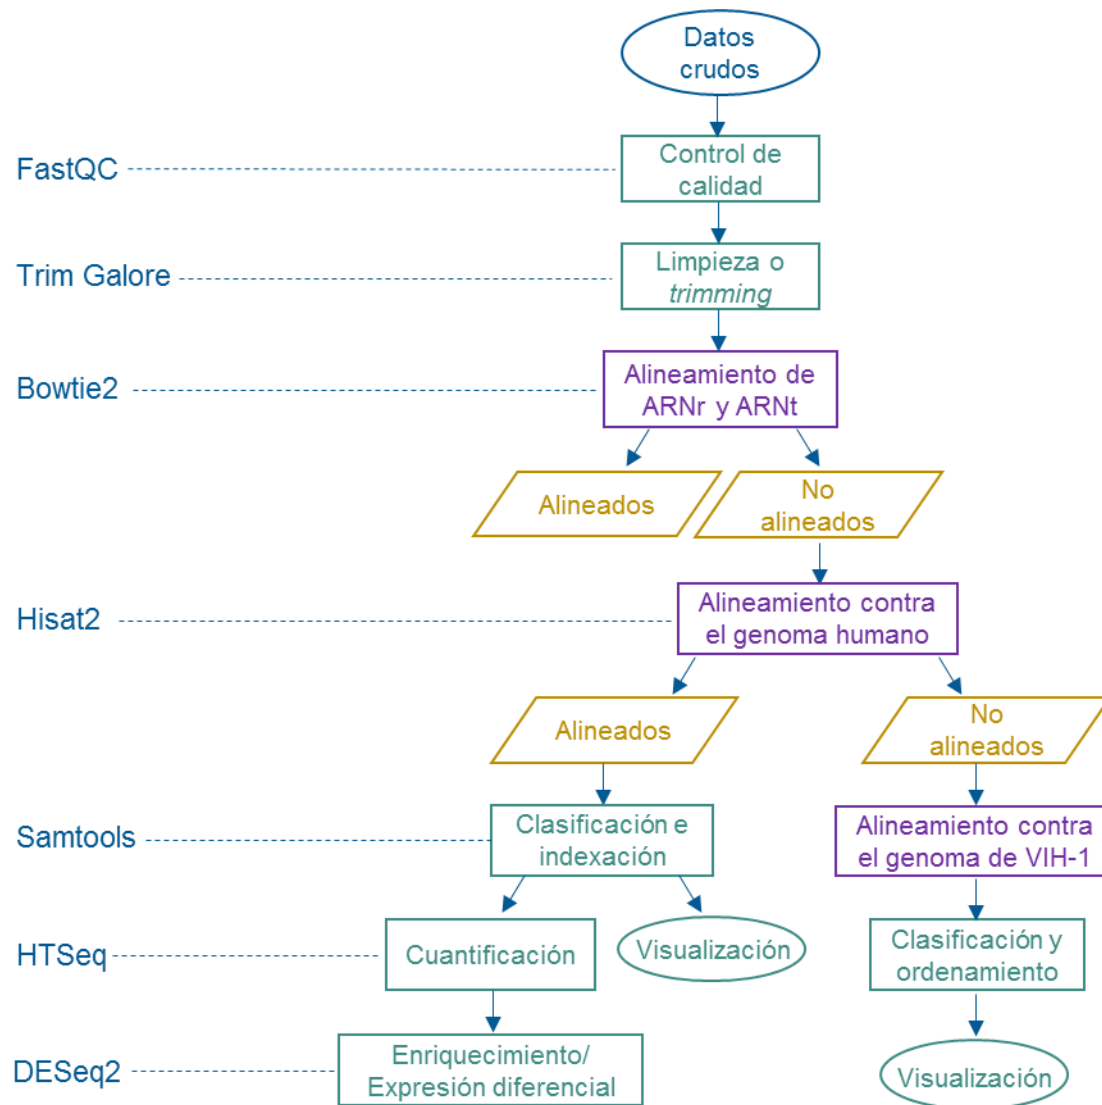 Datos
crudos
FastQC
Control de
calidad
Trim Galore
Limpieza o
trimming
Bowtie2
Alineamiento de
ARNr y ARNt
Alineados
No
alineados
Hisat2
Alineamiento contra
el genoma humano
Alineados
No
alineados
Samtools
Clasificación e
indexación
Alineamiento contra
el genoma de VIH-1
HTSeq
Cuantificación
Visualización
Clasificación y
ordenamiento
DESeq2
Enriquecimiento/
Expresión diferencial
Visualización